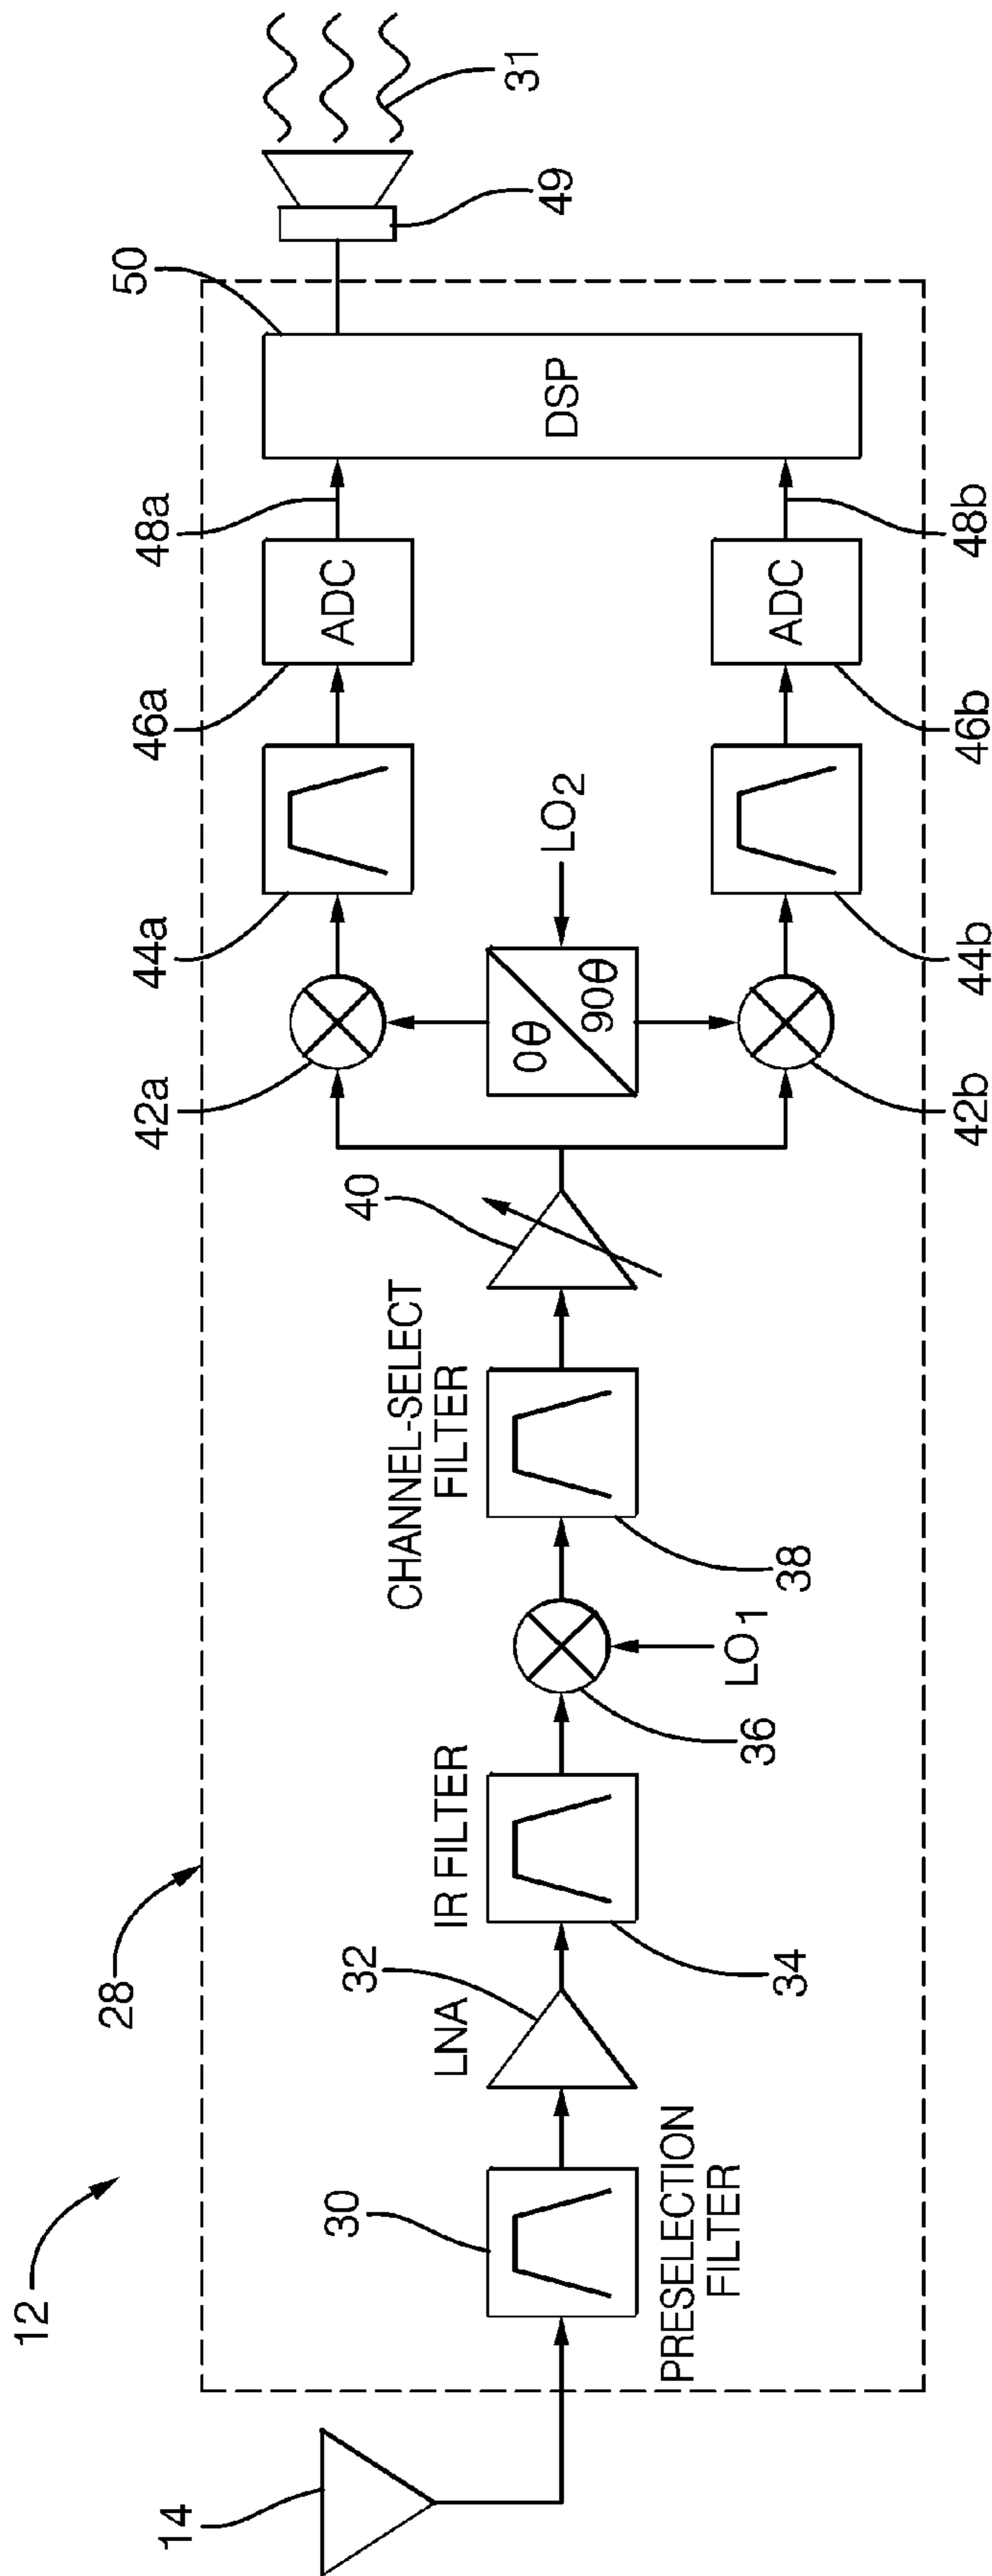 12
28
14
30
PRESELECTION
FILTER
LNA
32
IR FILTER
34
36
LO1
CHANNEL-SELECT
FILTER
38
40
42a
0θ
90θ
LO2
42b
44a
44b
46a
ADC
46b
ADC
48a
48b
50
DSP
49
31